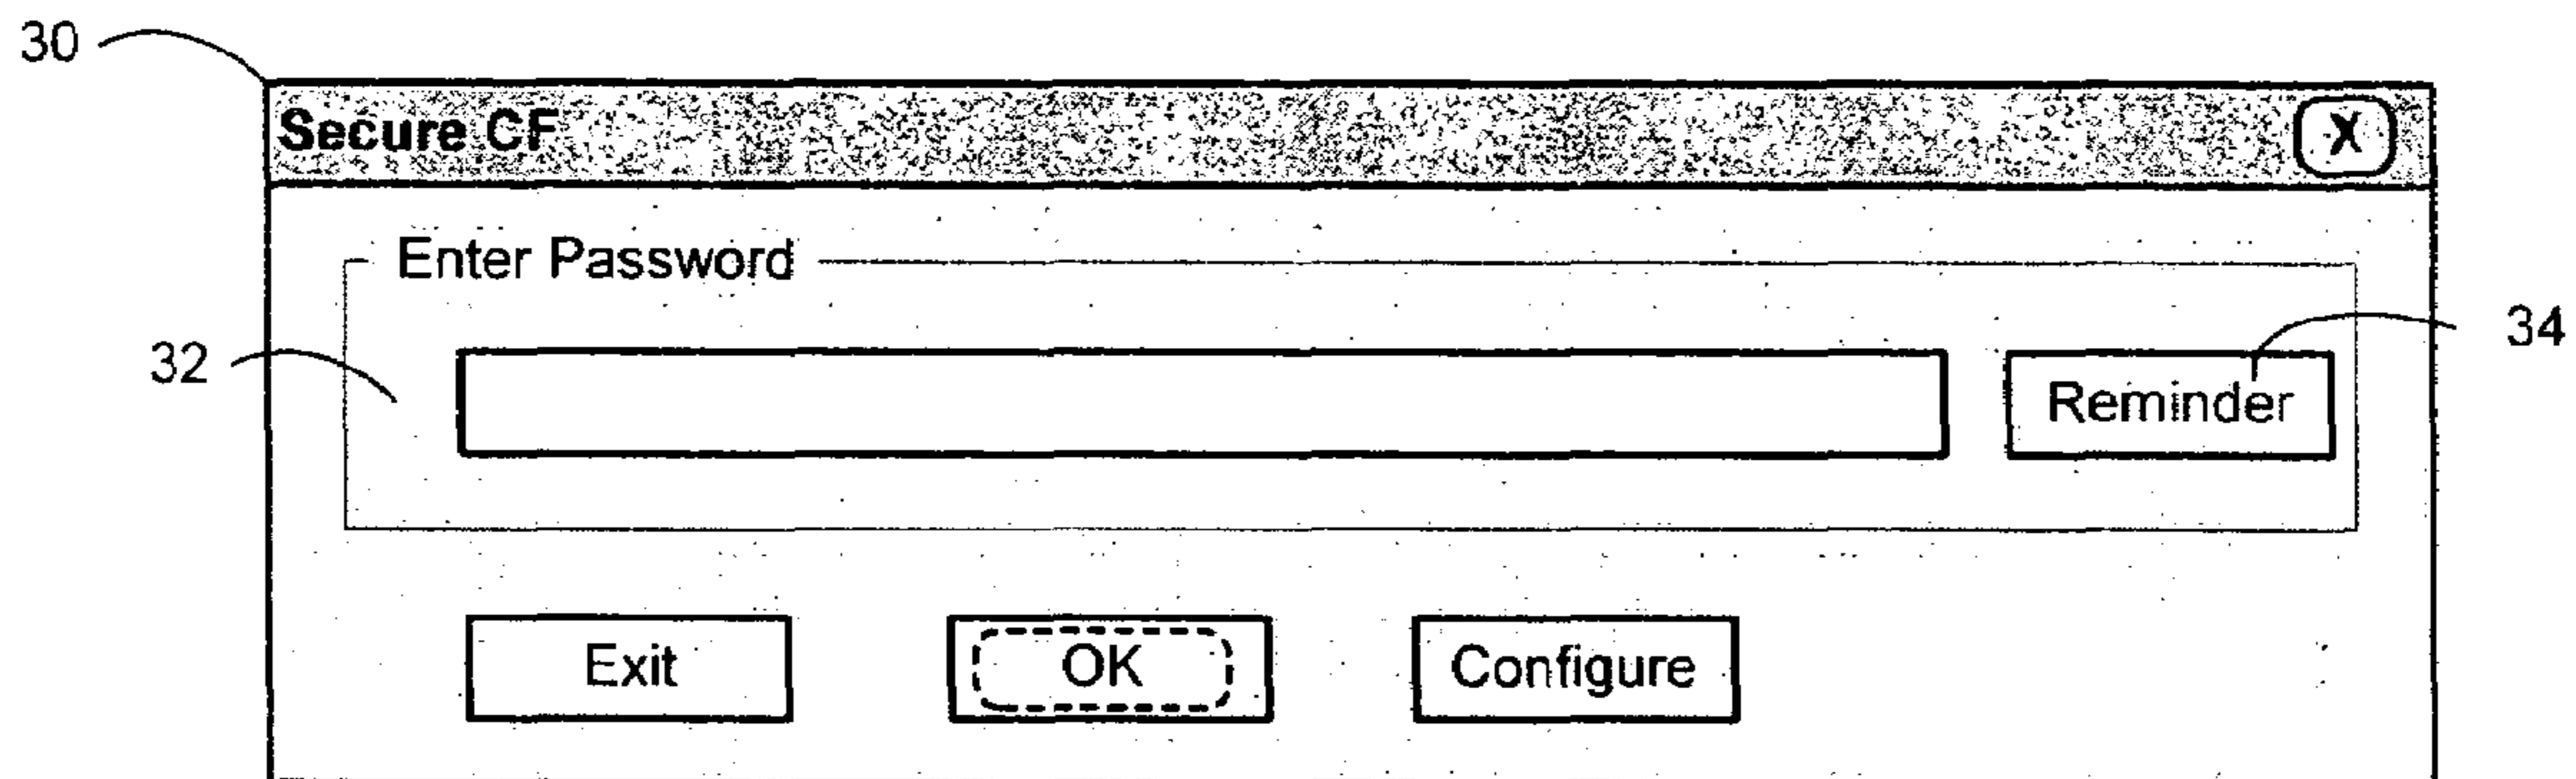 30
Secure CF X
Enter Password
32 Reminder 34
Exit OK Configure